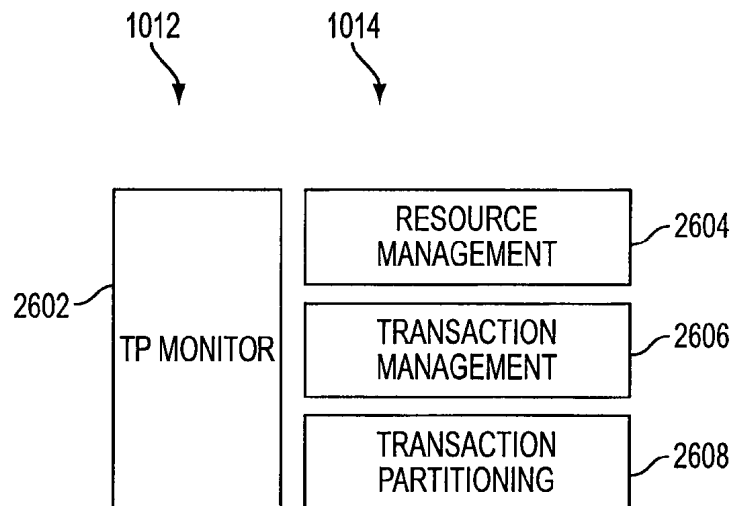 1012
1014
RESOURCE
MANAGEMENT
2604
2602
TP MONITOR
TRANSACTION
MANAGEMENT
2606
TRANSACTION
PARTITIONING
2608